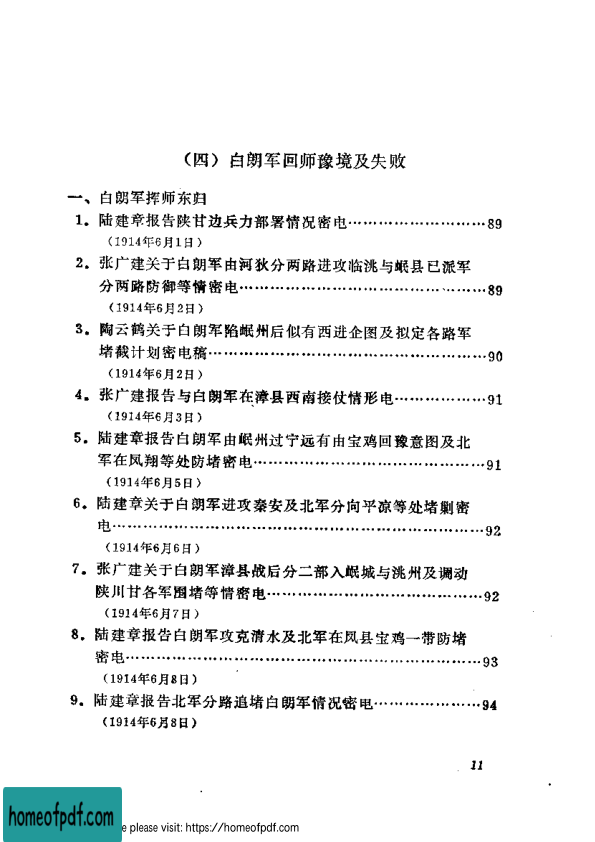 （四）白朗军回师豫境及失败
一、白朗军挥师东归
1．陆建章报告陕甘边兵力部署情况密电…………………………89
（1914年6月1日）
2．张广建关于白朗军由河狄分两路进攻临洮与岷县已派军
分两路防御等情密电………………………………………………89
（1914年6月2日）
3．陶云鹤关于白朗军陷岷州后似有西进企图及拟定各路军
堵截计划密电稿……………………………………………………90
（1914年6月2日）
4．张广建报告与白朗军在漳县西南接仗情形电………………91
（1914年6月3日）
5．陆建章报告白朗军由岷州过宁远有由宝鸡回豫意图及北
军在凤翔等处防堵密电……………………………………………91
（1914年6月5日）
6．陆建章关于白朗军进攻秦安及北军分向平凉等处堵剿密
电……………………………………………………………………92
（1914年6月6日）
7．张广建关于白朗军漳县战后分二部入岷城与洮州及调动
陕川甘各军围堵等情密电…………………………………………92
（1914年6月7日）
8．陆建章报告白朗军攻克清水及北军在凤县宝鸡一带防堵
密电…………………………………………………………………93
（1914年6月8日）
9．陆建章报告北军分路追堵白朗军情况密电…………………94
（1914年6月8日）
11
homeofpdf.com
e please visit: https://homeofpdf.com